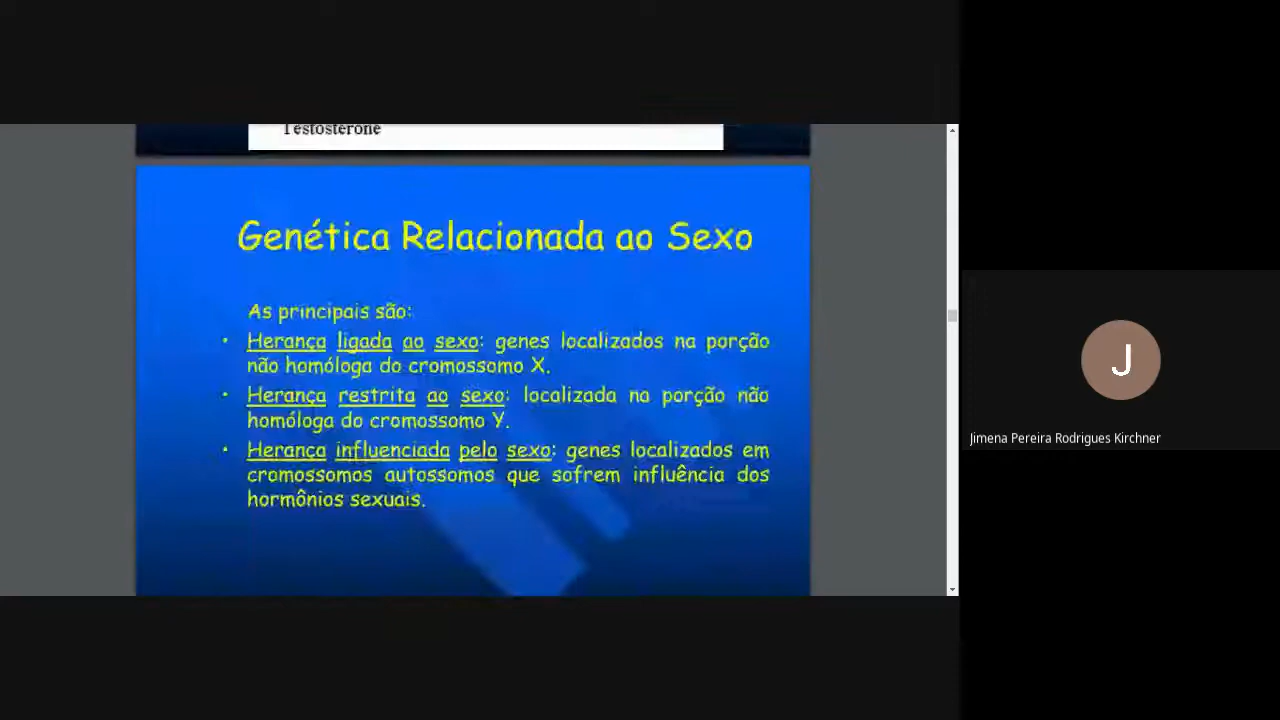 Testosterone
Genética Relacionada ao Sexo
As principais são:
• Herança ligada ao sexo: genes localizados na porção
não homóloga do cromossomo X.
• Herança restrita ao sexo: localizada na porção não
homóloga do cromossomo Y.
• Herança influenciada pelo sexo: genes localizados em
cromossomos autossomos que sofrem influência dos
hormônios sexuais.
J
Jimena Pereira Rodrigues Kirchner